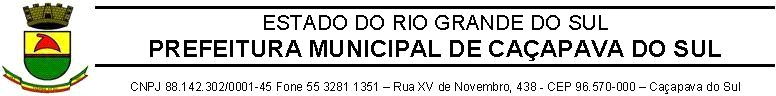 ESTADO DO RIO GRANDE DO SUL
PREFEITURA MUNICIPAL DE CAÇAPAVA DO SUL
CNPJ 88.142.302/0001-45 Fone 55 3281 1351 – Rua XV de Novembro, 438 - CEP 96.570-000 – Caçapava do Sul